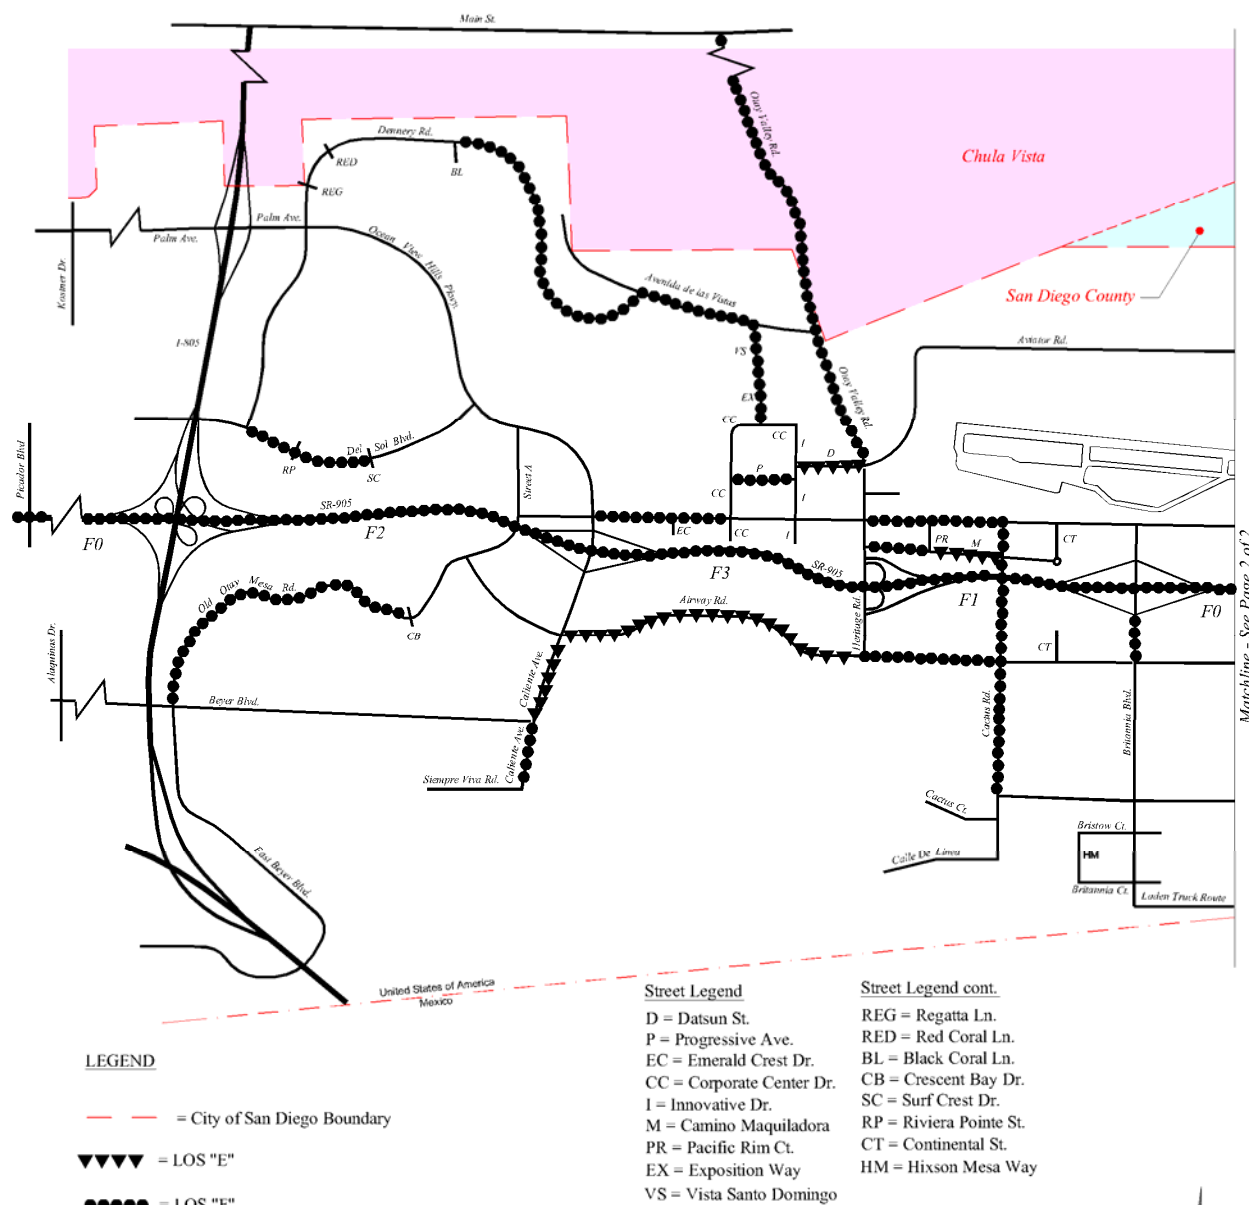 Main St.
Otay Valley Rd.
Dennery Rd.
RED
BL
REG
Chula Vista
Palm Ave.
Palm Ave.
Ocean View Hills Pkwy.
Kostner Dr.
Avenida de las Vistas
San Diego County
I-805
VS
Aviator Rd.
EX
Otay Valley Rd.
CC
CC
I
D
Del Sol Blvd.
RP
SC
Picador Blvd
Street A
P
CC
I
SR-905
F0
F2
EC
CC
I
PR
M
CT
F3
SR-905
F1
F0
Old Otay Mesa Rd.
CB
Airway Rd.
Heritage Rd.
CT
Matchline - See Page 2 of 2
Alaquinas Dr.
Beyer Blvd.
Caliente Ave.
Caliente Ave.
Cactus Rd.
Britannia Blvd.
Siempre Viva Rd.
Cactus Ct.
Calle De Linea
Bristow Ct.
HM
Britannia Ct.
Laden Truck Route
East Beyer Blvd.
United States of America
Mexico
Street Legend
D = Datsun St.
P = Progressive Ave.
EC = Emerald Crest Dr.
CC = Corporate Center Dr.
I = Innovative Dr.
M = Camino Maquiladora
PR = Pacific Rim Ct.
EX = Exposition Way
VS = Vista Santo Domingo
Street Legend cont.
REG = Regatta Ln.
RED = Red Coral Ln.
BL = Black Coral Ln.
CB = Crescent Bay Dr.
SC = Surf Crest Dr.
RP = Riviera Pointe St.
CT = Continental St.
HM = Hixson Mesa Way
LEGEND
= City of San Diego Boundary
= LOS "E"
= LOS "F"